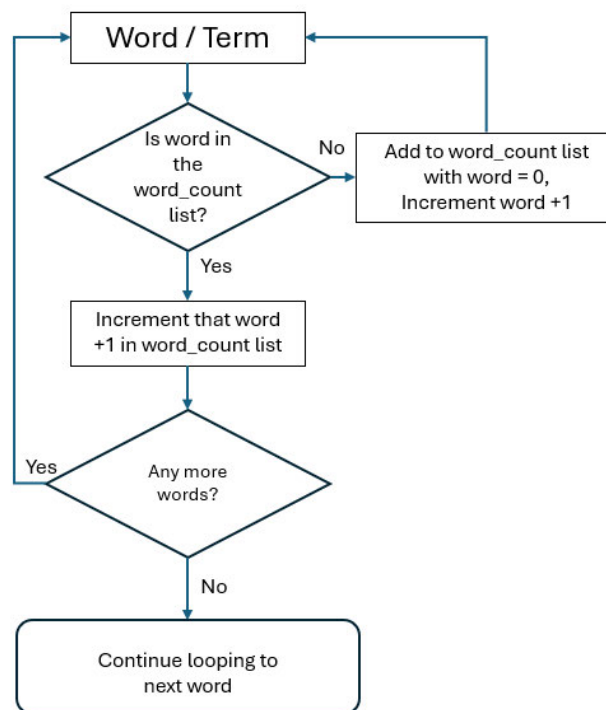 Word / Term
Is word in
the
word_count
list?
No
Add to word_count list
with word = 0,
Increment word +1
Yes
Increment that word
+1 in word_count list
Yes
Any more
words?
No
Continue looping to
next word